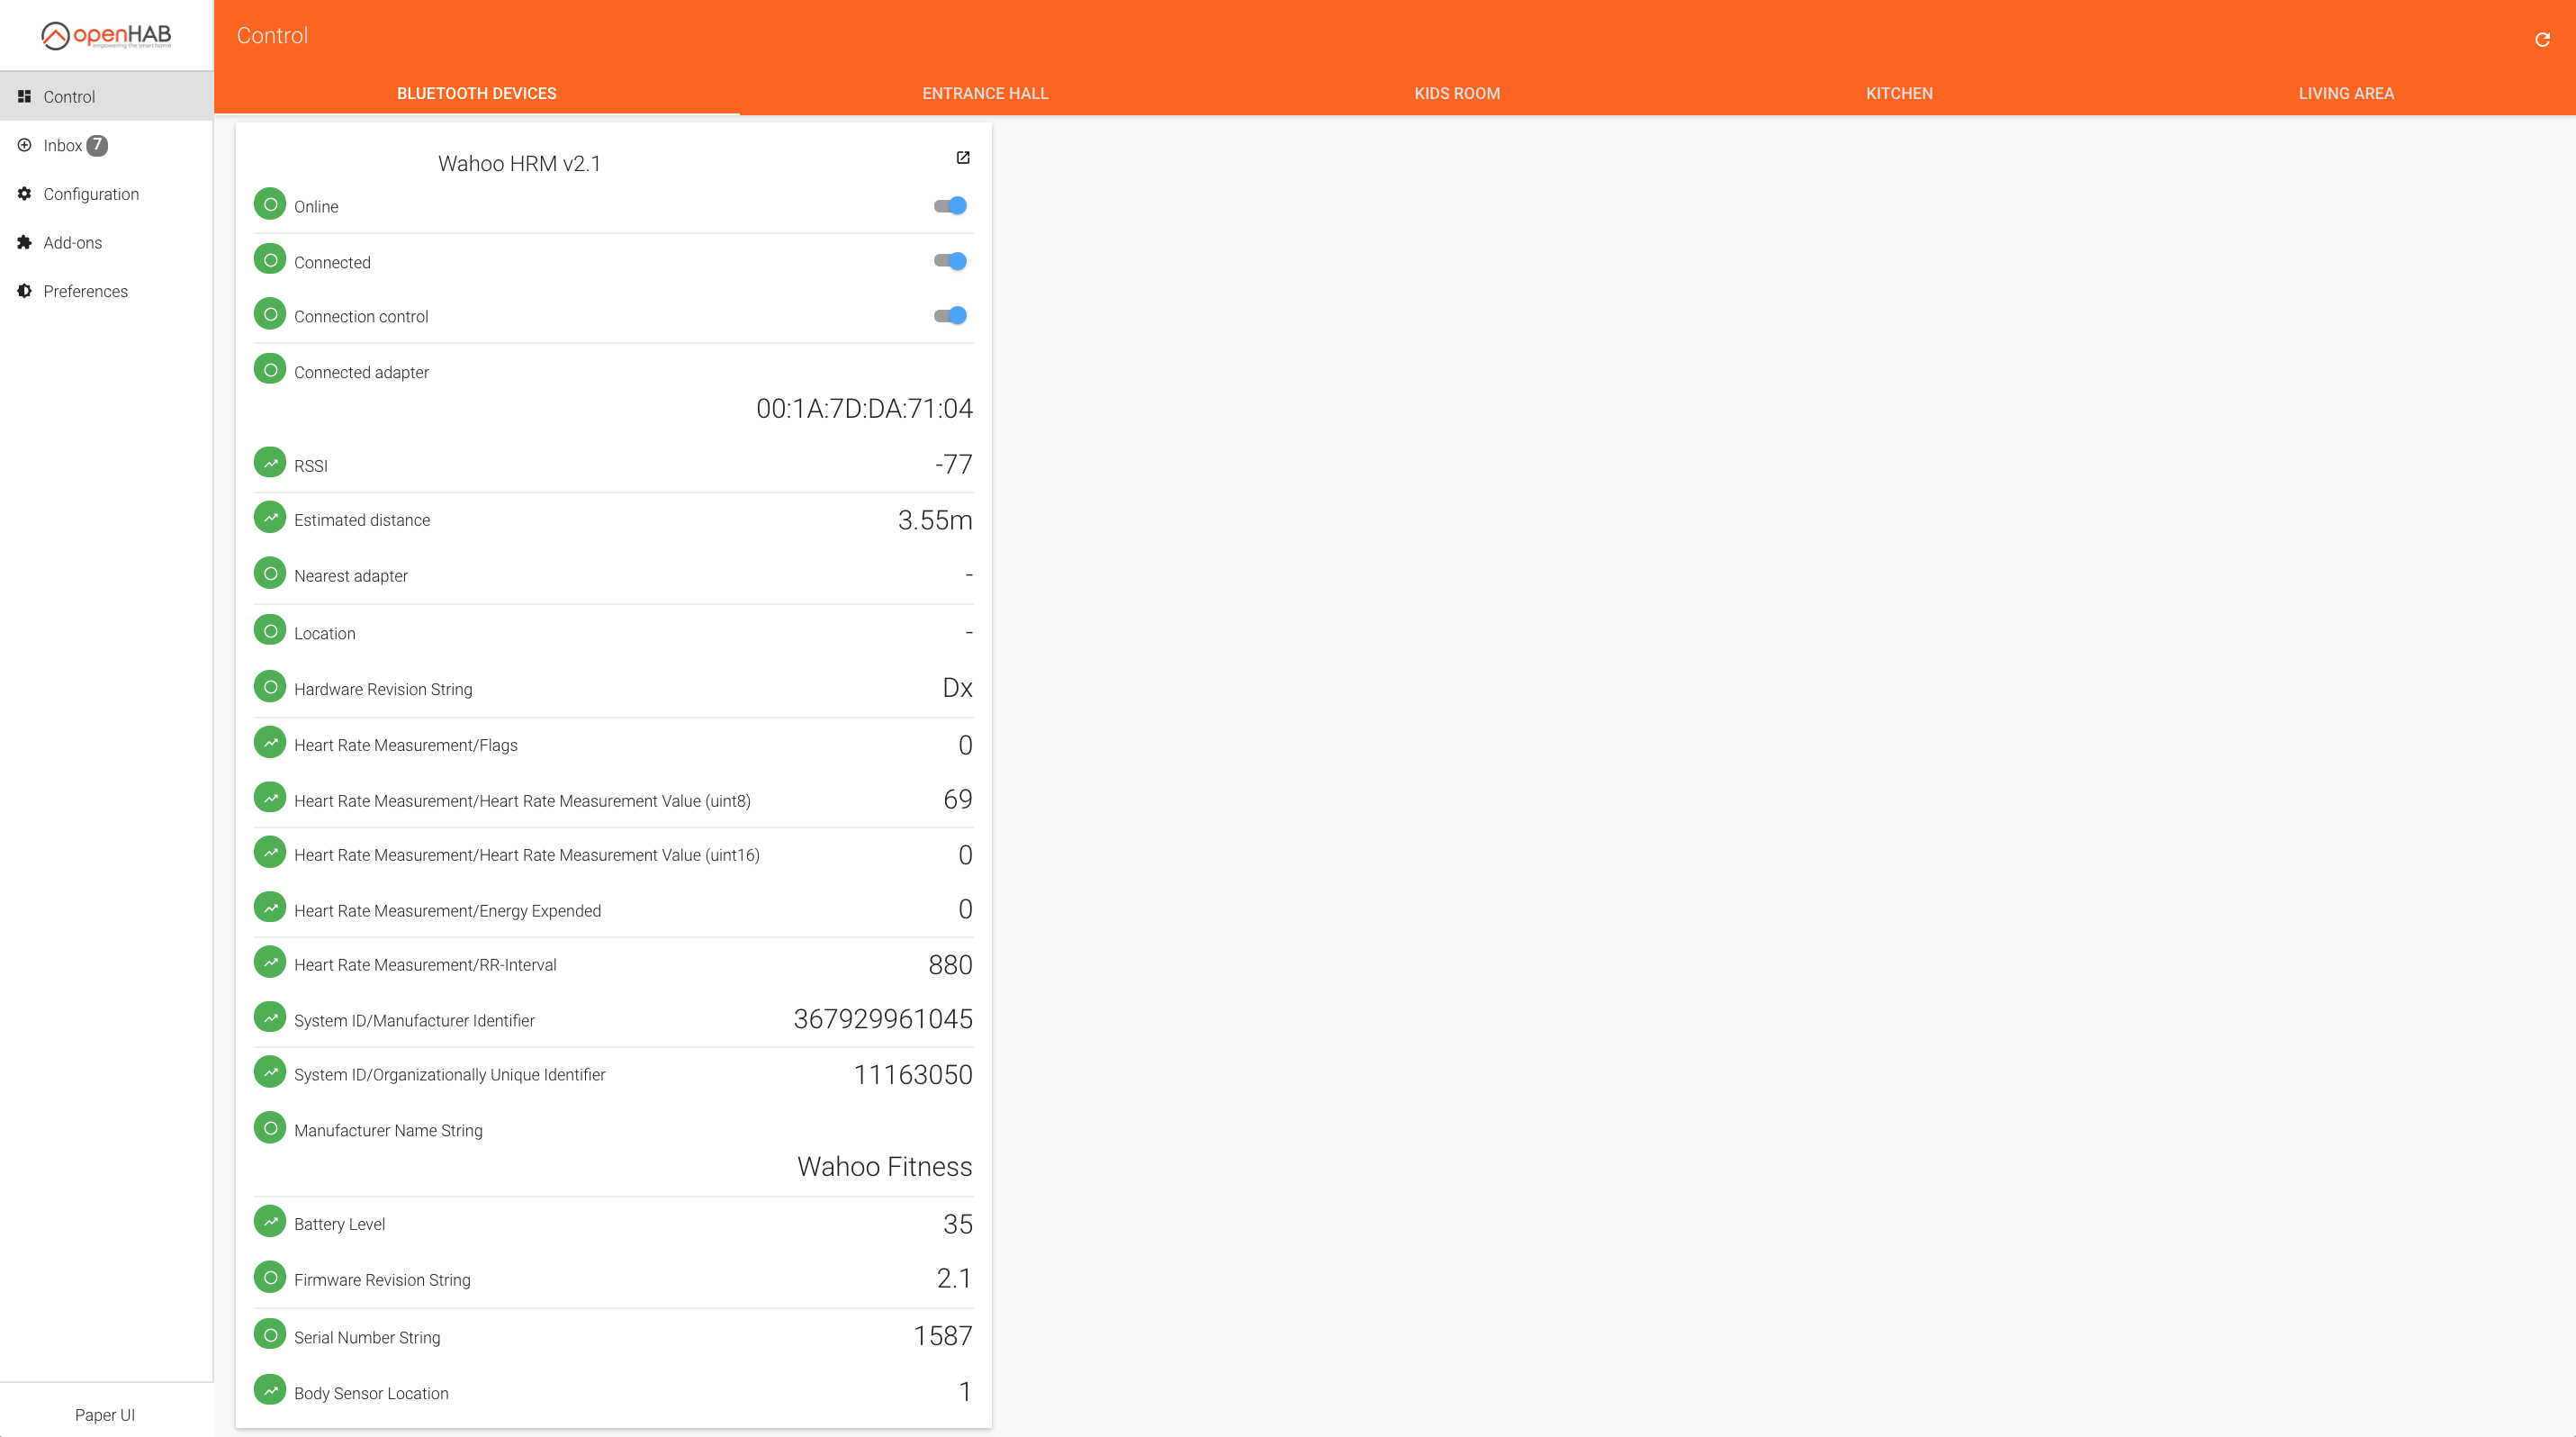 openHAB
empowering the smart home
Control
Control
Inbox 7
Configuration
Add-ons
Preferences
Paper UI
BLUETOOTH DEVICES
ENTRANCE HALL
KIDS ROOM
KITCHEN
LIVING AREA
Wahoo HRM v2.1
Online
Connected
Connection control
Connected adapter
00:1A:7D:DA:71:04
RSSI -77
Estimated distance 3.55m
Nearest adapter -
Location -
Hardware Revision String Dx
Heart Rate Measurement/Flags 0
Heart Rate Measurement/Heart Rate Measurement Value (uint8) 69
Heart Rate Measurement/Heart Rate Measurement Value (uint16) 0
Heart Rate Measurement/Energy Expended 0
Heart Rate Measurement/RR-Interval 880
System ID/Manufacturer Identifier 367929961045
System ID/Organizationally Unique Identifier 11163050
Manufacturer Name String
Wahoo Fitness
Battery Level 35
Firmware Revision String 2.1
Serial Number String 1587
Body Sensor Location 1